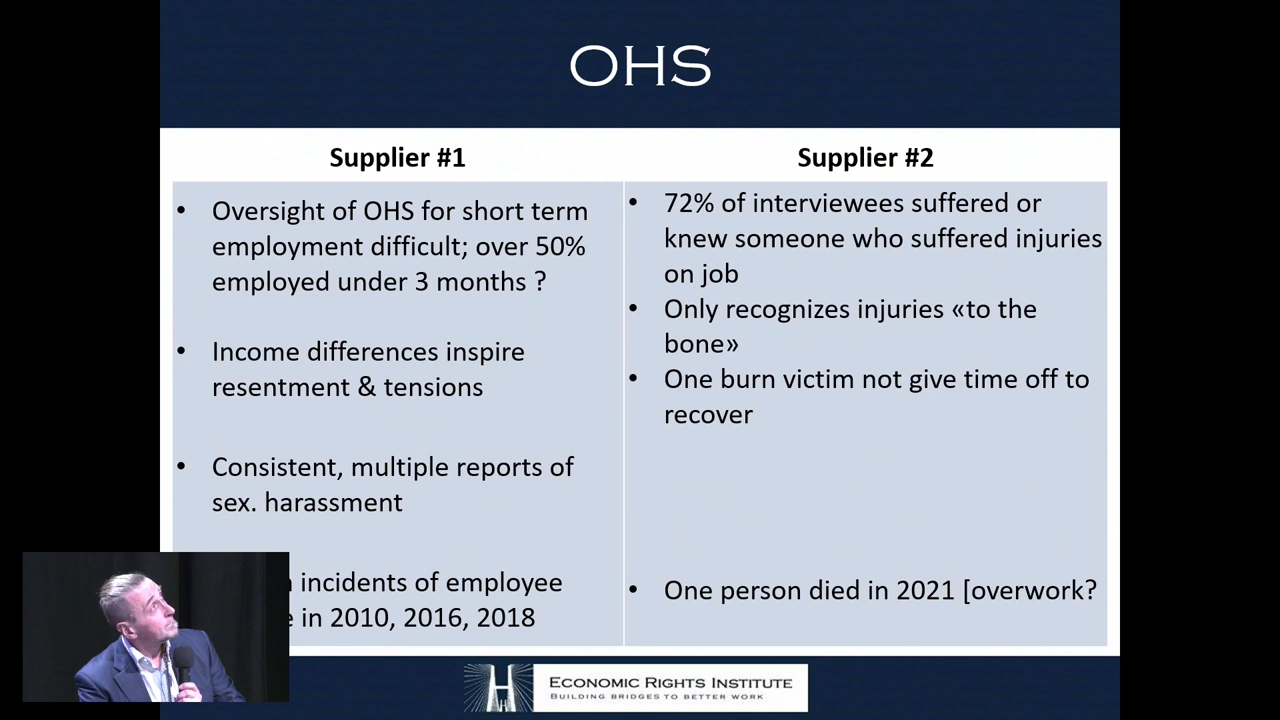 OHS
Supplier #1
Oversight of OHS for short term
employment difficult; over 50%
employed under 3 months ?
Income differences inspire
resentment & tensions
Consistent, multiple reports of
sex. harassment
incidents of employee
in 2010, 2016, 2018
Supplier #2
72% of interviewees suffered or
knew someone who suffered injuries
on job
Only recognizes injuries «to the
bone»
One burn victim not give time off to
recover
One person died in 2021 [overwork?
ECONOMIC RIGHTS INSTITUTE
BUILDING BRIDGES TO BETTER WORK